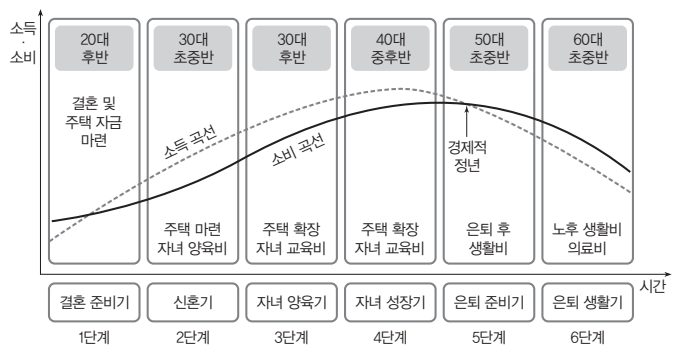 소득
·
소비
20대
후반
30대
초중반
30대
후반
40대
중후반
50대
초중반
60대
초중반
결혼 및
주택 자금
마련
소득 곡선
소비 곡선
경제적
정년
주택 마련
자녀 양육비
주택 확장
자녀 교육비
주택 확장
자녀 교육비
은퇴 후
생활비
노후 생활비
의료비
시간
결혼 준비기
신혼기
자녀 양육기
자녀 성장기
은퇴 준비기
은퇴 생활기
1단계
2단계
3단계
4단계
5단계
6단계